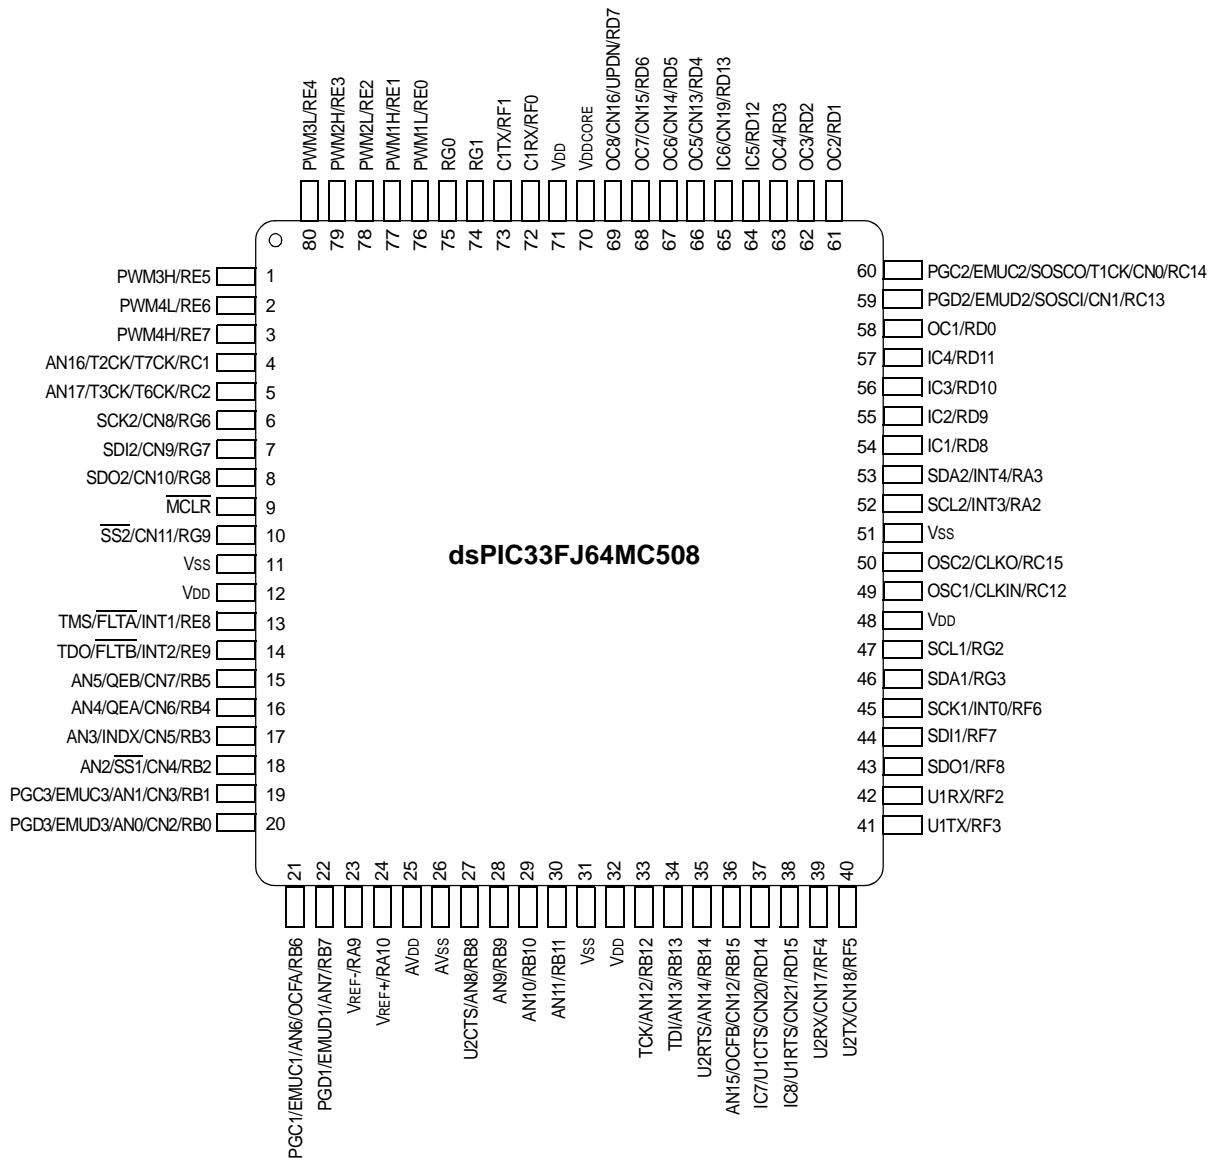 PWM3L/RE4
PWM2H/RE3
PWM2L/RE2
PWM1H/RE1
PWM1L/RE0
RG0
RG1
C1TX/RF1
C1RX/RF0
VDD
VDDCORE
OC8/CN16/UPDN/RD7
OC7/CN15/RD6
OC6/CN14/RD5
OC5/CN13/RD4
IC6/CN19/RD13
IC5/RD12
OC4/RD3
OC3/RD2
OC2/RD1
80
79
78
77
76
75
74
73
72
71
70
69
68
67
66
65
64
63
62
61
PWM3H/RE5 1
PWM4L/RE6 2
PWM4H/RE7 3
AN16/T2CK/T7CK/RC1 4
AN17/T3CK/T6CK/RC2 5
SCK2/CN8/RG6 6
SDI2/CN9/RG7 7
SDO2/CN10/RG8 8
MCLR 9
SS2/CN11/RG9 10
VSS 11
VDD 12
TMS/FLTA/INT1/RE8 13
TDO/FLTB/INT2/RE9 14
AN5/QEB/CN7/RB5 15
AN4/QEA/CN6/RB4 16
AN3/INDX/CN5/RB3 17
AN2/SS1/CN4/RB2 18
PGC3/EMUC3/AN1/CN3/RB1 19
PGD3/EMUD3/AN0/CN2/RB0 20
dsPIC33FJ64MC508
60 PGC2/EMUC2/SOSCO/T1CK/CN0/RC14
59 PGD2/EMUD2/SOSCI/CN1/RC13
58 OC1/RD0
57 IC4/RD11
56 IC3/RD10
55 IC2/RD9
54 IC1/RD8
53 SDA2/INT4/RA3
52 SCL2/INT3/RA2
51 VSS
50 OSC2/CLKO/RC15
49 OSC1/CLKIN/RC12
48 VDD
47 SCL1/RG2
46 SDA1/RG3
45 SCK1/INT0/RF6
44 SDI1/RF7
43 SDO1/RF8
42 U1RX/RF2
41 U1TX/RF3
21
22
23
24
25
26
27
28
29
30
31
32
33
34
35
36
37
38
39
40
PGC1/EMUC1/AN6/OCFA/RB6
PGD1/EMUD1/AN7/RB7
VREF-/RA9
VREF+/RA10
AVDD
AVSS
U2CTS/AN8/RB8
AN9/RB9
AN10/RB10
AN11/RB11
VSS
VDD
TCK/AN12/RB12
TDI/AN13/RB13
U2RTS/AN14/RB14
AN15/OCFB/CN12/RB15
IC7/U1CTS/CN20/RD14
IC8/U1RTS/CN21/RD15
U2RX/CN17/RF4
U2TX/CN18/RF5